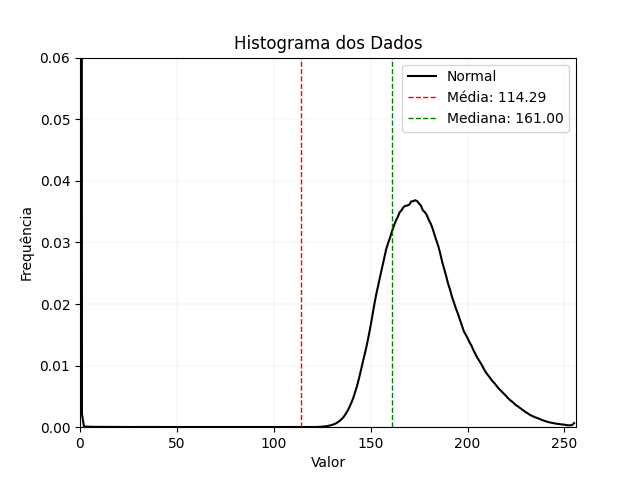 Histograma dos Dados
Normal
Média: 114.29
Mediana: 161.00
Frequência
0.06
0.05
0.04
0.03
0.02
0.01
0.00
0 50 100 150 200 250
Valor